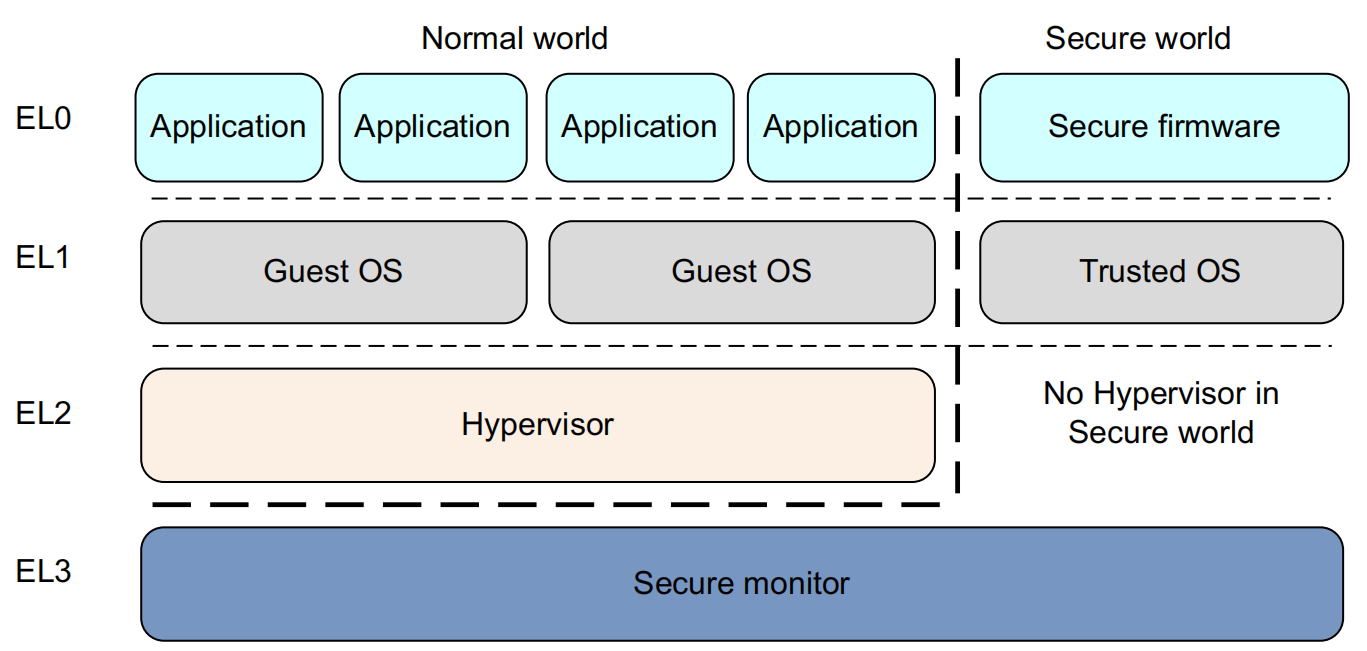 Normal world
Secure world
EL0
Application
Application
Application
Application
Secure firmware
EL1
Guest OS
Guest OS
Trusted OS
EL2
Hypervisor
No Hypervisor in
Secure world
EL3
Secure monitor